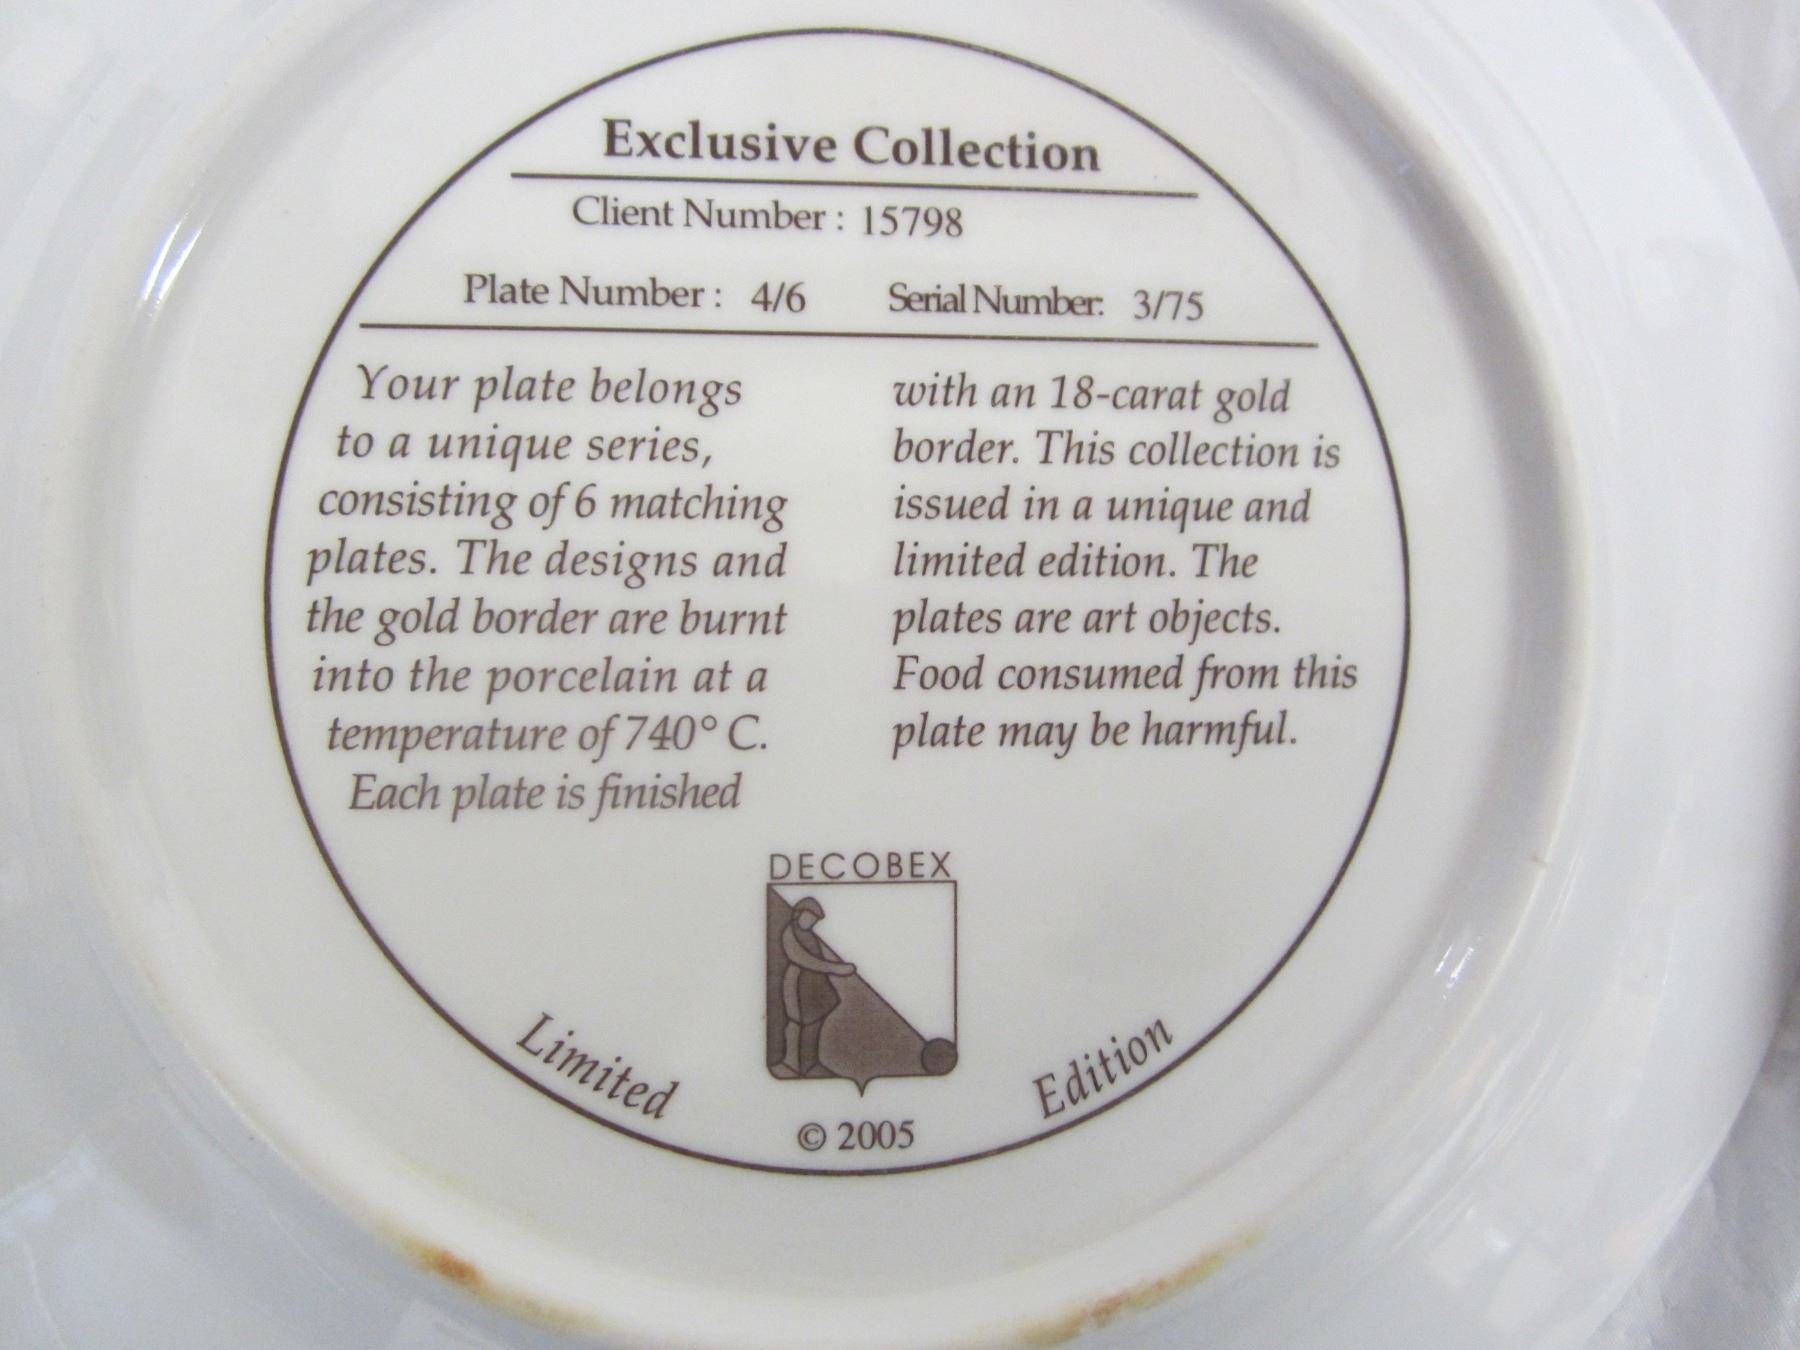 Exclusive Collection
Client Number : 15798
Plate Number : 4/6 Serial Number: 3/75
Your plate belongs
to a unique series,
consisting of 6 matching
plates. The designs and
the gold border are burnt
into the porcelain at a
temperature of 740° C.
Each plate is finished
with an 18-carat gold
border. This collection is
issued in a unique and
limited edition. The
plates are art objects.
Food consumed from this
plate may be harmful.
DECOBEX
Limited Edition
© 2005